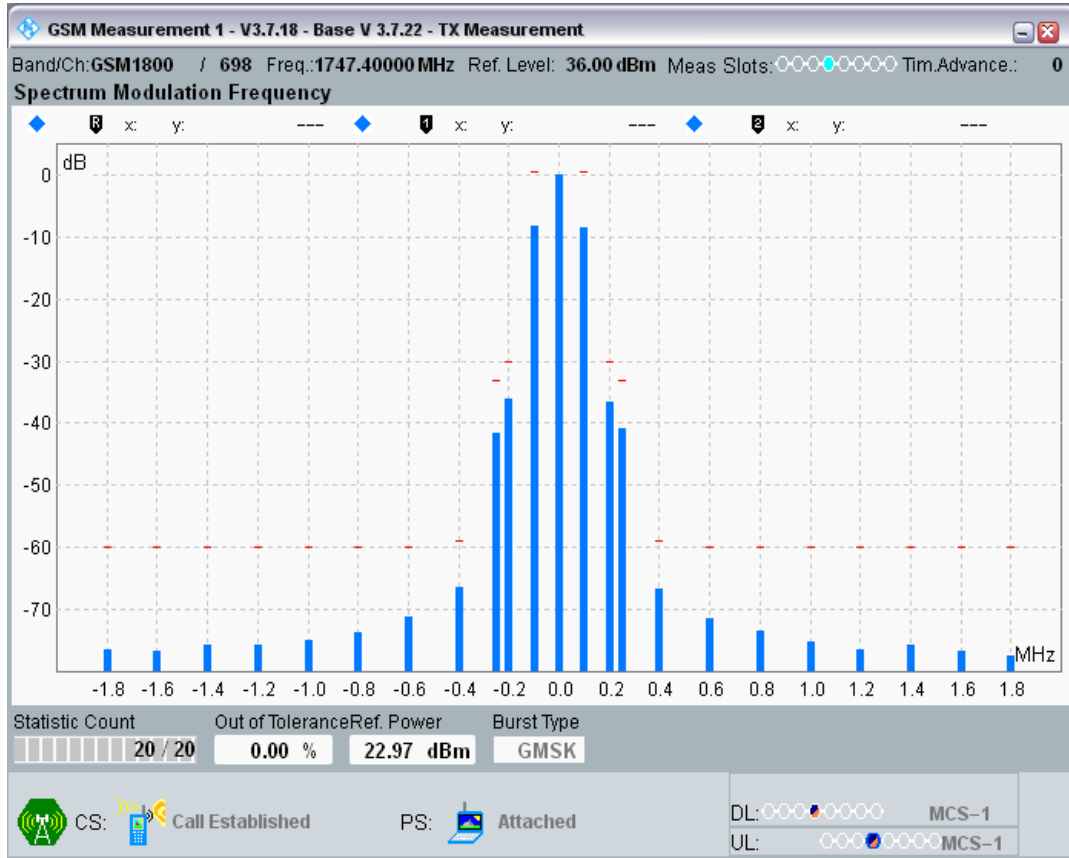 GSM Measurement 1 - V3.7.18 - Base V 3.7.22 - TX Measurement
Band/Ch:GSM1800 / 698 Freq.:1747.40000 MHz Ref. Level: 36.00 dBm Meas Slots: Tim.Advance.: 0
Spectrum Modulation Frequency
R x: y: --- 1 x: y: --- 2 x: y: ---
dB
0
-10
-20
-30
-40
-50
-60
-70
MHz
-1.8 -1.6 -1.4 -1.2 -1.0 -0.8 -0.6 -0.4 -0.2 0.0 0.2 0.4 0.6 0.8 1.0 1.2 1.4 1.6 1.8
Statistic Count Out of Tolerance Ref. Power Burst Type
20 / 20 0.00 % 22.97 dBm GMSK
CS: Call Established PS: Attached DL: MCS-1
UL: MCS-1